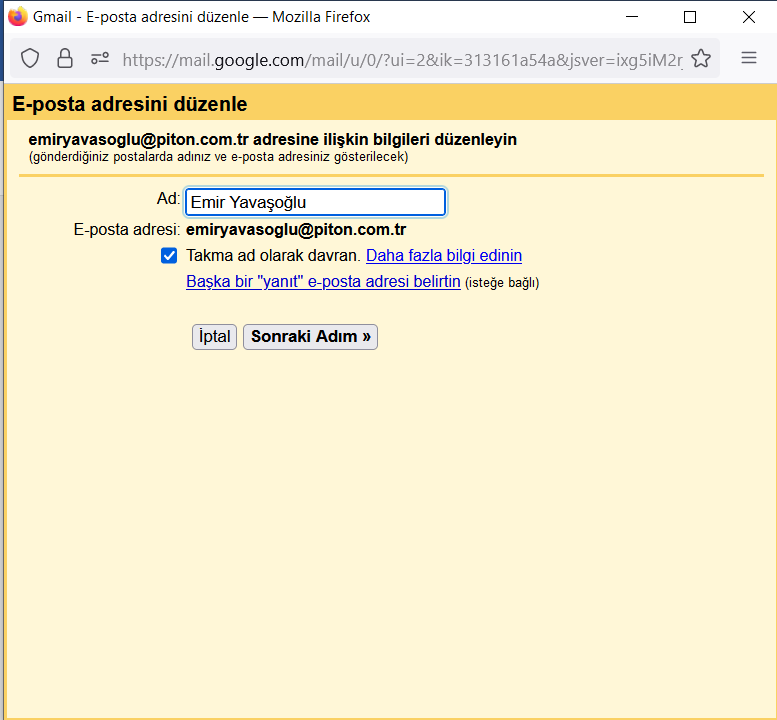 Gmail - E-posta adresini düzenle — Mozilla Firefox
https://mail.google.com/mail/u/0/?ui=2&ik=313161a54a&jsver=ixg5iM2r
E-posta adresini düzenle
emiryavasoglu@piton.com.tr adresine ilişkin bilgileri düzenleyin
(gönderdiğiniz postalarda adınız ve e-posta adresiniz gösterilecek)
Ad: Emir Yavaşoğlu
E-posta adresi: emiryavasoglu@piton.com.tr
Takma ad olarak davran. Daha fazla bilgi edinin
Başka bir "yanıt" e-posta adresi belirtin (isteğe bağlı)
İptal Sonraki Adım »